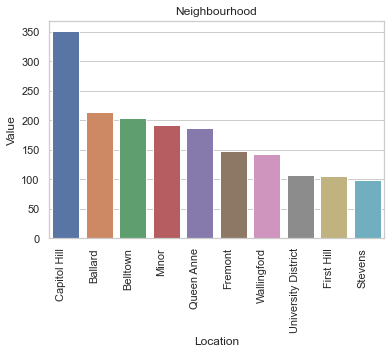 Neighbourhood
350
300
250
200
150
100
50
0
Value
Capitol Hill
Ballard
Belltown
Minor
Queen Anne
Fremont
Wallingford
University District
First Hill
Stevens
Location